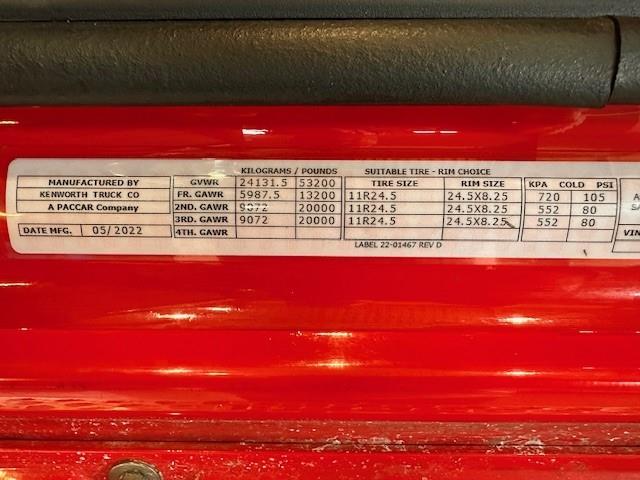 KILOGRAMS / POUNDS SUITABLE TIRE - RIM CHOICE
MANUFACTURED BY GVWR 24131.5 53200 TIRE SIZE RIM SIZE KPA COLD PSI
KENWORTH TRUCK CO FR. GAWR 5987.5 13200 11R24.5 24.5X8.25 720 105
A PACCAR Company 2ND. GAWR 9072 20000 11R24.5 24.5X8.25 552 80
3RD. GAWR 9072 20000 11R24.5 24.5X8.25 552 80
DATE MFG. 05/2022 4TH. GAWR VIN
LABEL 22-01467 REV D